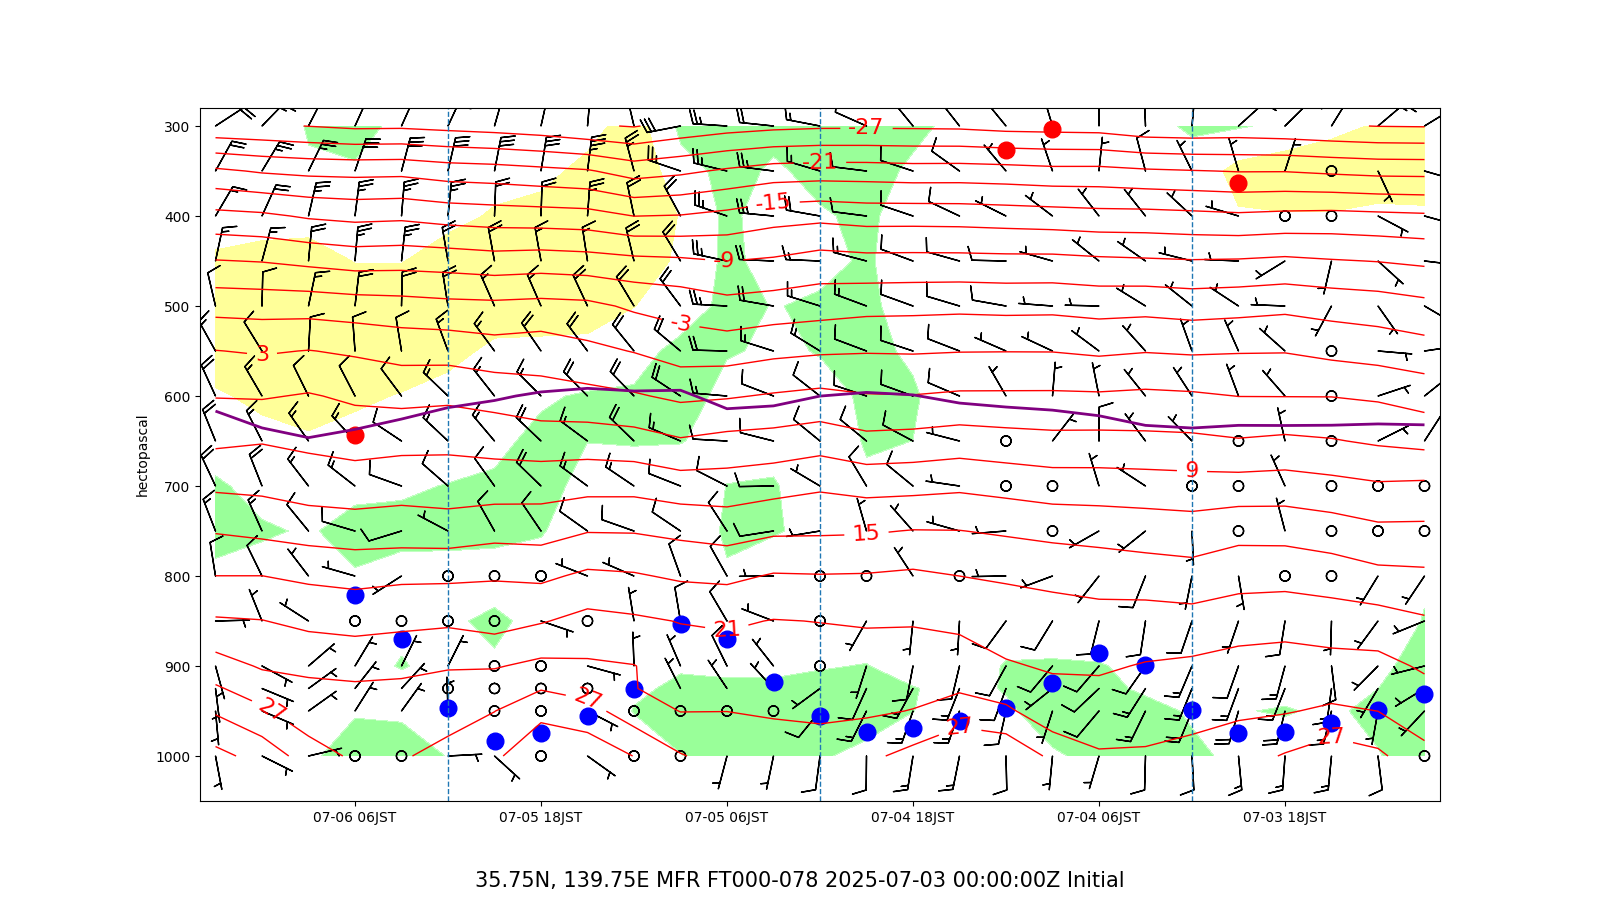 300
400
500
600
700
800
900
1000
hectopascal
-27
-21
-15
-9
-3
3
9
15
21
27
27
27
27
07-06 06JST
07-05 18JST
07-05 06JST
07-04 18JST
07-04 06JST
07-03 18JST
35.75N, 139.75E MFR FT000-078 2025-07-03 00:00:00Z Initial